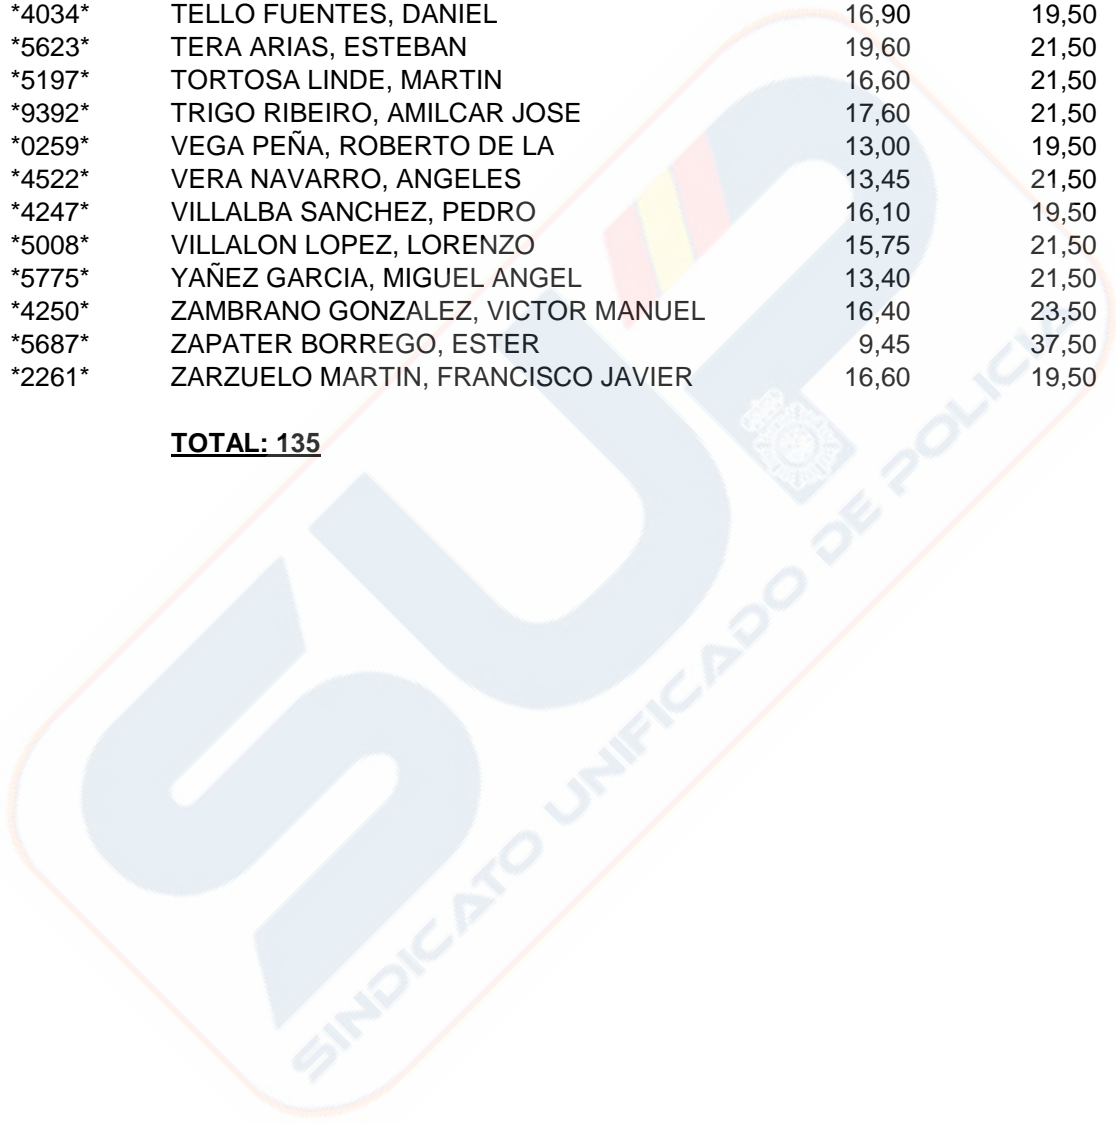 *4034* TELLO FUENTES, DANIEL 16,90 19,50
*5623* TERA ARIAS, ESTEBAN 19,60 21,50
*5197* TORTOSA LINDE, MARTIN 16,60 21,50
*9392* TRIGO RIBEIRO, AMILCAR JOSE 17,60 21,50
*0259* VEGA PEÑA, ROBERTO DE LA 13,00 19,50
*4522* VERA NAVARRO, ANGELES 13,45 21,50
*4247* VILLALBA SANCHEZ, PEDRO 16,10 19,50
*5008* VILLALON LOPEZ, LORENZO 15,75 21,50
*5775* YAÑEZ GARCIA, MIGUEL ANGEL 13,40 21,50
*4250* ZAMBRANO GONZALEZ, VICTOR MANUEL 16,40 23,50
*5687* ZAPATER BORREGO, ESTER 9,45 37,50
*2261* ZARZUELO MARTIN, FRANCISCO JAVIER 16,60 19,50
TOTAL: 135
SUP
SINDICATO UNIFICADO DE POLICIA